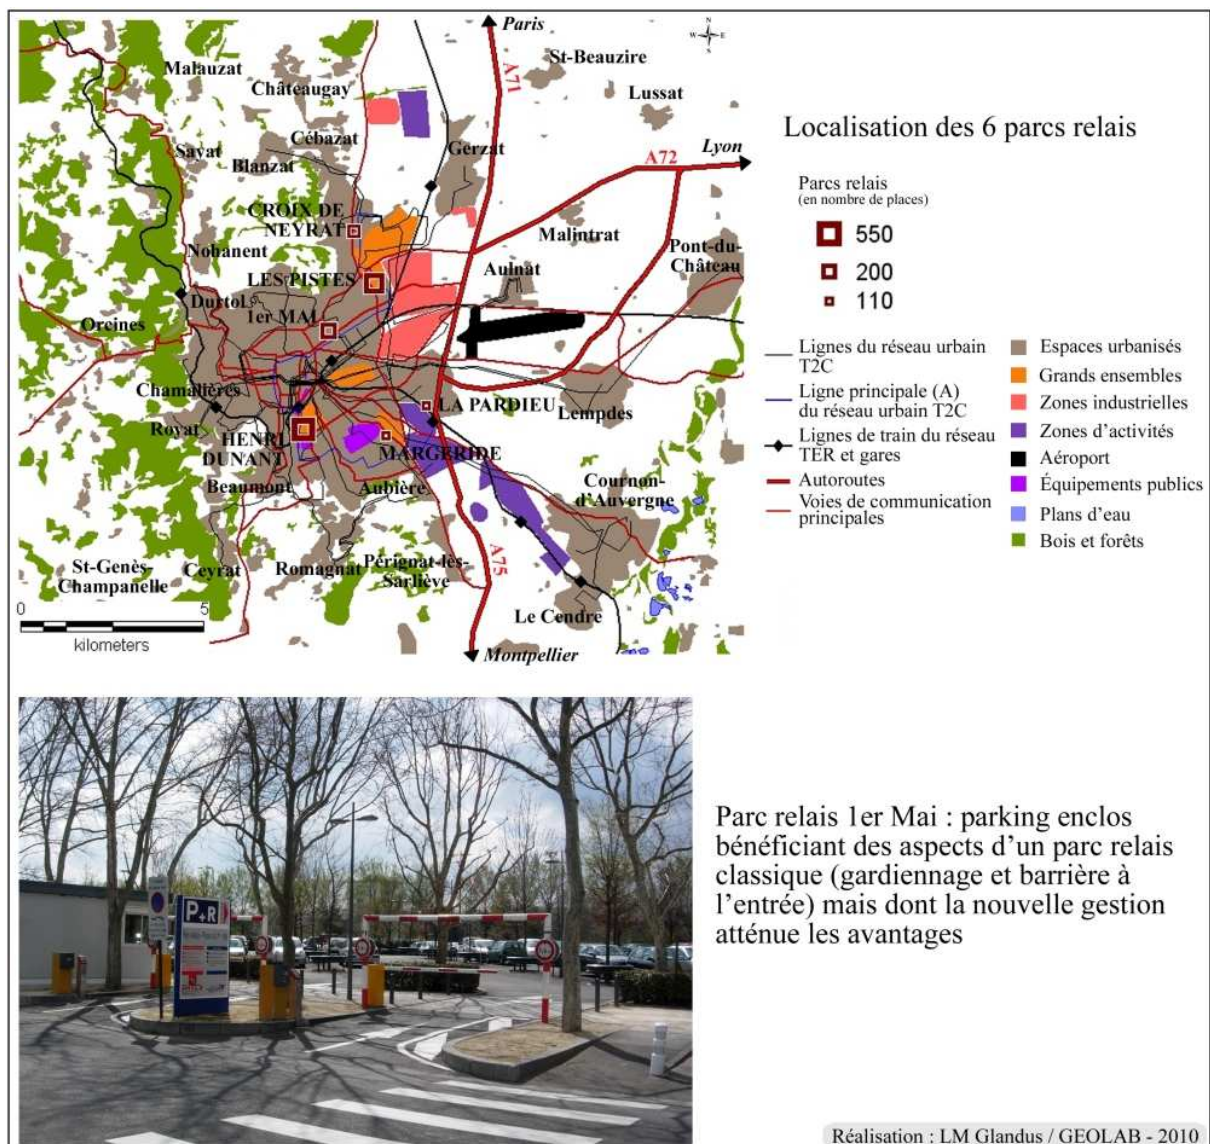 Paris
N
W
E
S
St-Beauzire
Malauzat
Châteaugay
A71
Lussat
Cébazat
Sayat
Blanzat
Gerzat
A72
Lyon
CROIX DE
NEYRAT
Malintrat
Nohanent
Pont-du-
Château
LES PISTES
Aulnat
Durtol
1er MAI
Orcines
Chamalières
LA PARDIEU
Lempdes
Royat
HENRI
DUNANT
MARGERIDE
Beaumont
Aubière
Cournon-
d'Auvergne
St-Genès-
Champanelle
Ceyrat
Romagnat
Pérignat-lès-
Sarliève
A75
Le Cendre
0
5
kilometers
Montpellier
Localisation des 6 parcs relais
Parcs relais
(en nombre de places)
550
200
110
Lignes du réseau urbain
T2C
Ligne principale (A)
du réseau urbain T2C
Lignes de train du réseau
TER et gares
Autoroutes
Voies de communication
principales
Espaces urbanisés
Grands ensembles
Zones industrielles
Zones d'activités
Aéroport
Équipements publics
Plans d'eau
Bois et forêts
P+R
Parc relais 1er Mai : parking enclos
bénéficiant des aspects d'un parc relais
classique (gardiennage et barrière à
l'entrée) mais dont la nouvelle gestion
atténue les avantages
Réalisation : LM Glandus / GEOLAB - 2010